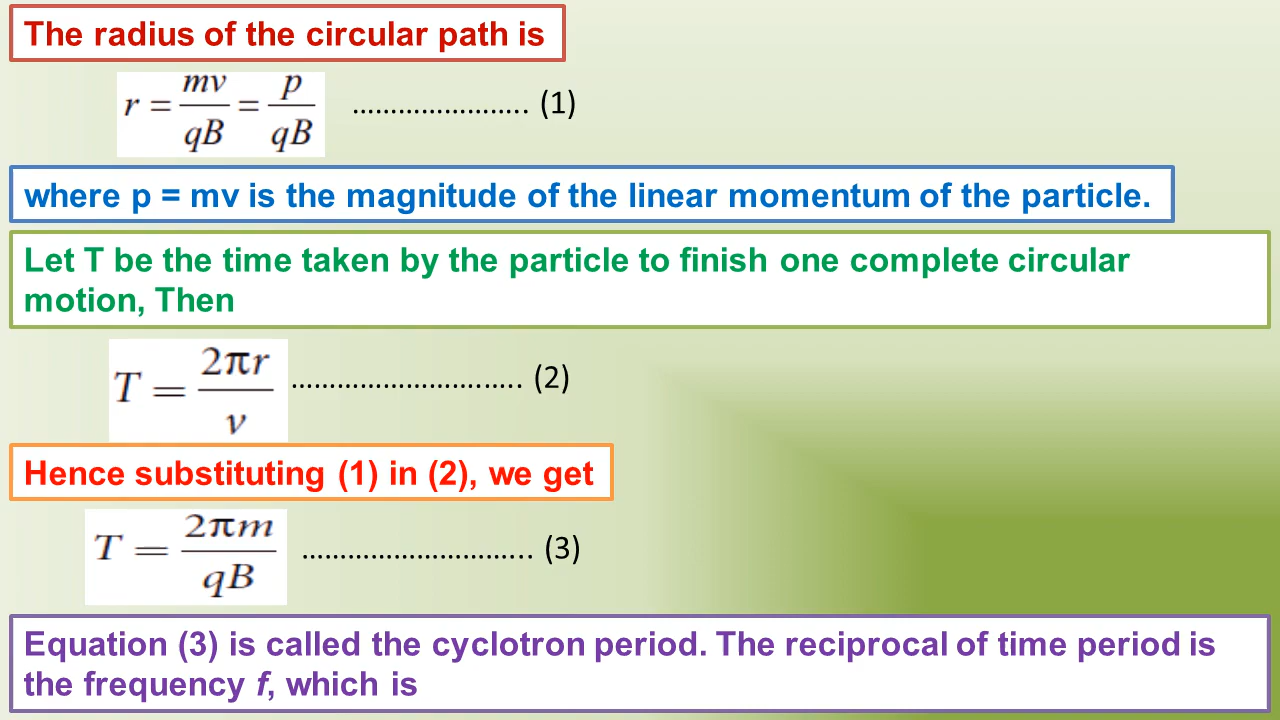 The radius of the circular path is
r = mv/qB = p/qB ………………….. (1)
where p = mv is the magnitude of the linear momentum of the particle.
Let T be the time taken by the particle to finish one complete circular
motion, Then
T = 2πr/v …………………….….. (2)
Hence substituting (1) in (2), we get
T = 2πm/qB ……………………….. (3)
Equation (3) is called the cyclotron period. The reciprocal of time period is
the frequency f, which is